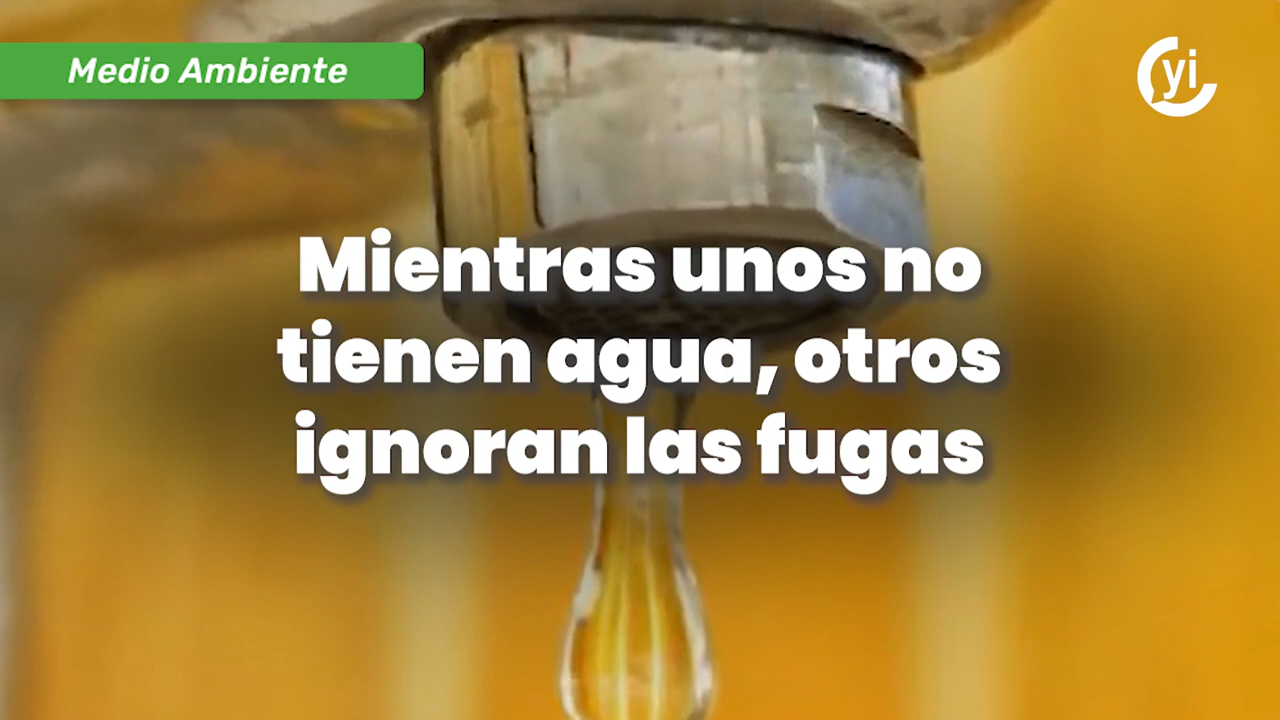 Medio Ambiente
yi
Mientras unos no
tienen agua, otros
ignoran las fugas